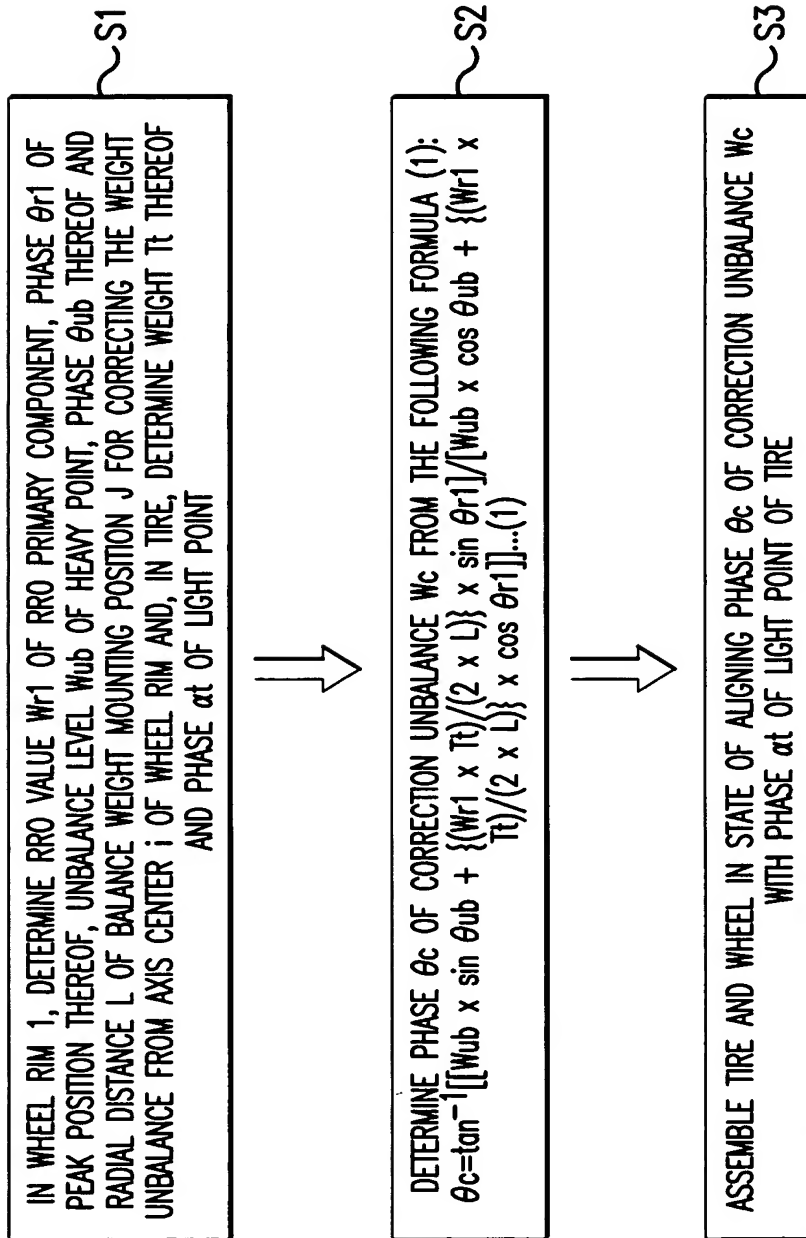 IN WHEEL RIM 1, DETERMINE RRO VALUE Wr1 OF RRO PRIMARY COMPONENT, PHASE θr1 OF
PEAK POSITION THEREOF, UNBALANCE LEVEL Wub OF HEAVY POINT, PHASE θub THEREOF AND
RADIAL DISTANCE L OF BALANCE WEIGHT MOUNTING POSITION J FOR CORRECTING THE WEIGHT
UNBALANCE FROM AXIS CENTER i OF WHEEL RIM AND, IN TIRE, DETERMINE WEIGHT Tt THEREOF
AND PHASE αt OF LIGHT POINT
S1
DETERMINE PHASE θc OF CORRECTION UNBALANCE Wc FROM THE FOLLOWING FORMULA (1):
θc=tan⁻¹[[Wub x sin θub + {(Wr1 x Tt)/(2 x L)} x sin θr1]/[Wub x cos θub + {(Wr1 x
Tt)/(2 x L)} x cos θr1]]...(1)
S2
ASSEMBLE TIRE AND WHEEL IN STATE OF ALIGNING PHASE θc OF CORRECTION UNBALANCE Wc
WITH PHASE αt OF LIGHT POINT OF TIRE
S3